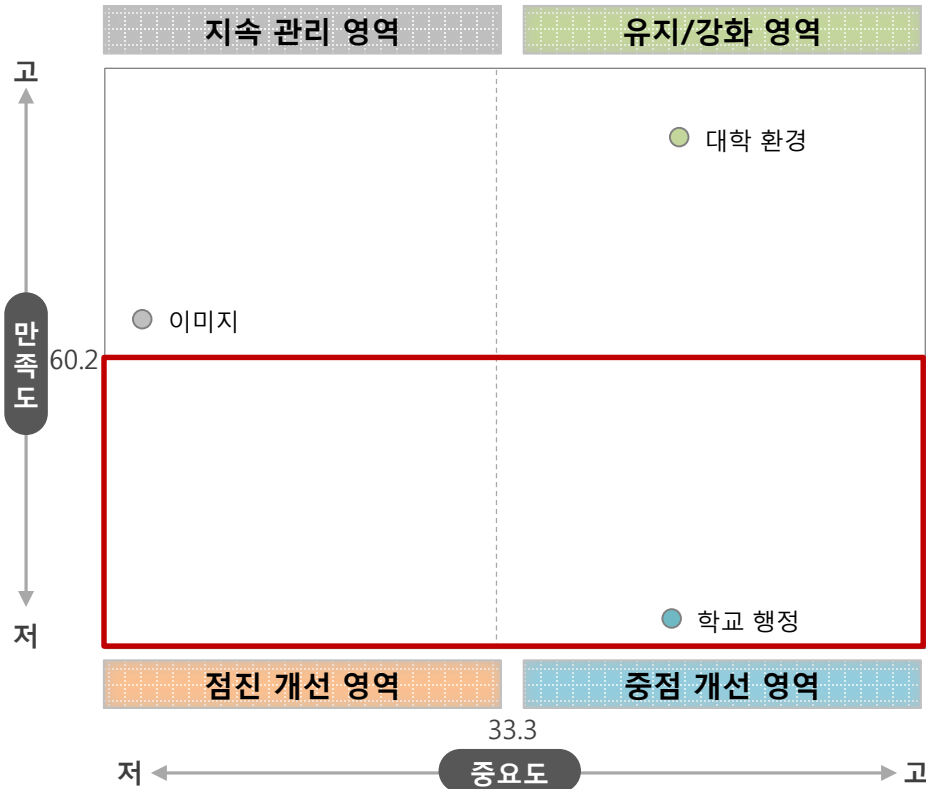 지속 관리 영역
유지/강화 영역
고
대학 환경
이미지
만족도
60.2
학교 행정
저
점진 개선 영역
중점 개선 영역
33.3
저
중요도
고